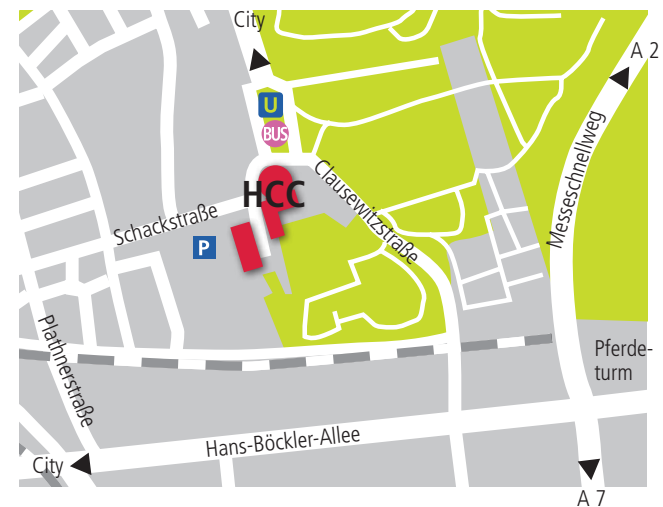 City
A 2
U
BUS
HCC
Clausewitzstraße
Messeschnellweg
Schackstraße
P
Plathnerstraße
Pferde-
turm
Hans-Böckler-Allee
City
A 7